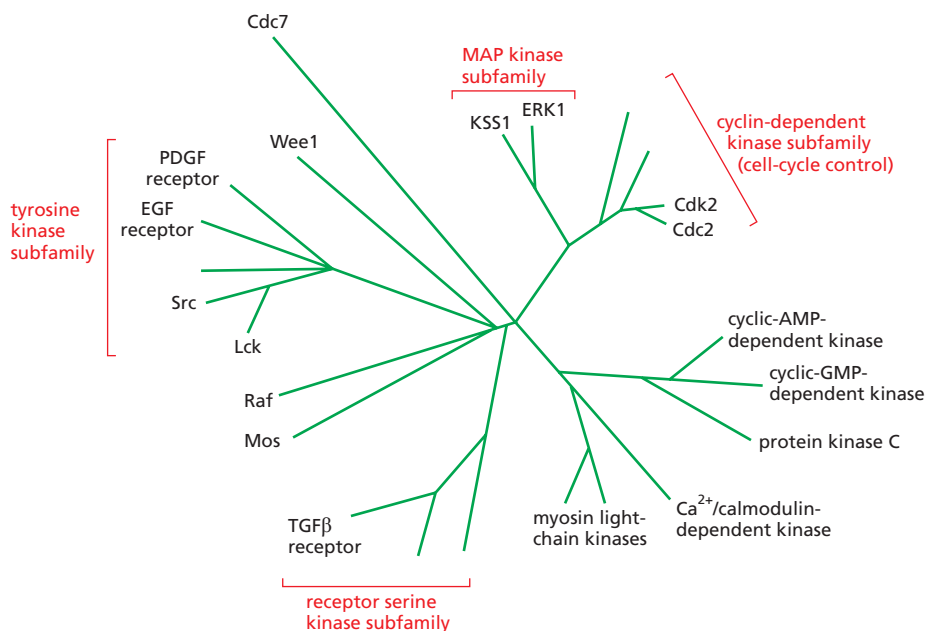 Cdc7
MAP kinase
subfamily
KSS1
ERK1
cyclin-dependent
kinase subfamily
(cell-cycle control)
Wee1
PDGF
receptor
EGF
receptor
tyrosine
kinase
subfamily
Cdk2
Cdc2
Src
Lck
cyclic-AMP-
dependent kinase
cyclic-GMP-
dependent kinase
Raf
Mos
protein kinase C
TGFβ
receptor
myosin light-
chain kinases
Ca²⁺/calmodulin-
dependent kinase
receptor serine
kinase subfamily